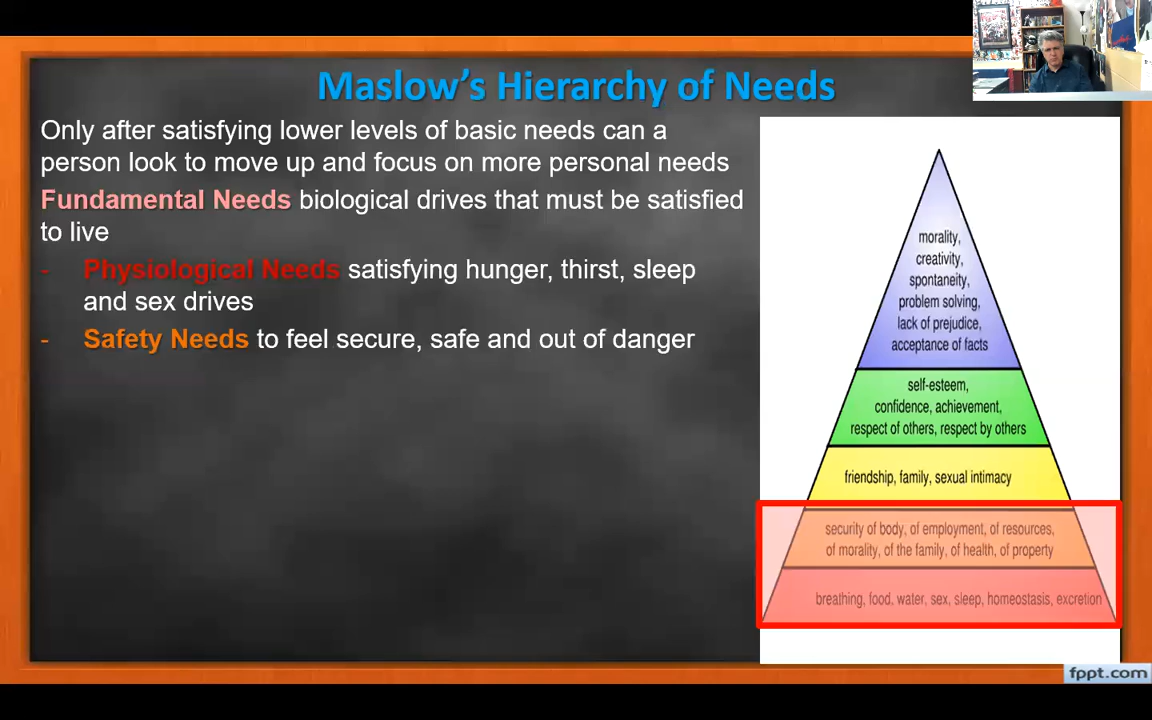 Maslow's Hierarchy of Needs
Only after satisfying lower levels of basic needs can a
person look to move up and focus on more personal needs
Fundamental Needs biological drives that must be satisfied
to live
- Physiological Needs satisfying hunger, thirst, sleep
and sex drives
- Safety Needs to feel secure, safe and out of danger
morality,
creativity,
spontaneity,
problem solving,
lack of prejudice,
acceptance of facts
self-esteem,
confidence, achievement,
respect of others, respect by others
friendship, family, sexual intimacy
security of body, of employment, of resources,
of morality, of the family, of health, of property
breathing, food, water, sex, sleep, homeostasis, excretion
fppt.com